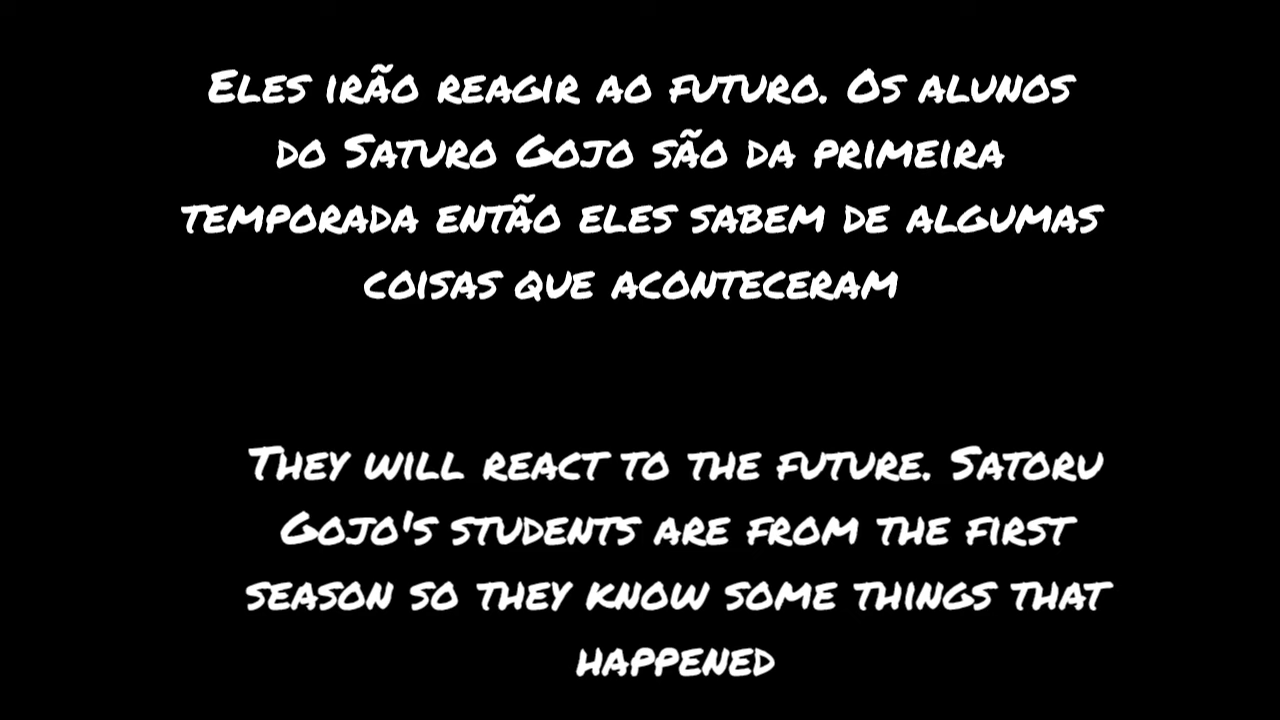 Eles irão reagir ao futuro. Os alunos
do Saturo Gojo são da primeira
temporada então eles sabem de algumas
coisas que aconteceram
They will react to the future. Satoru
Gojo's students are from the first
season so they know some things that
happened